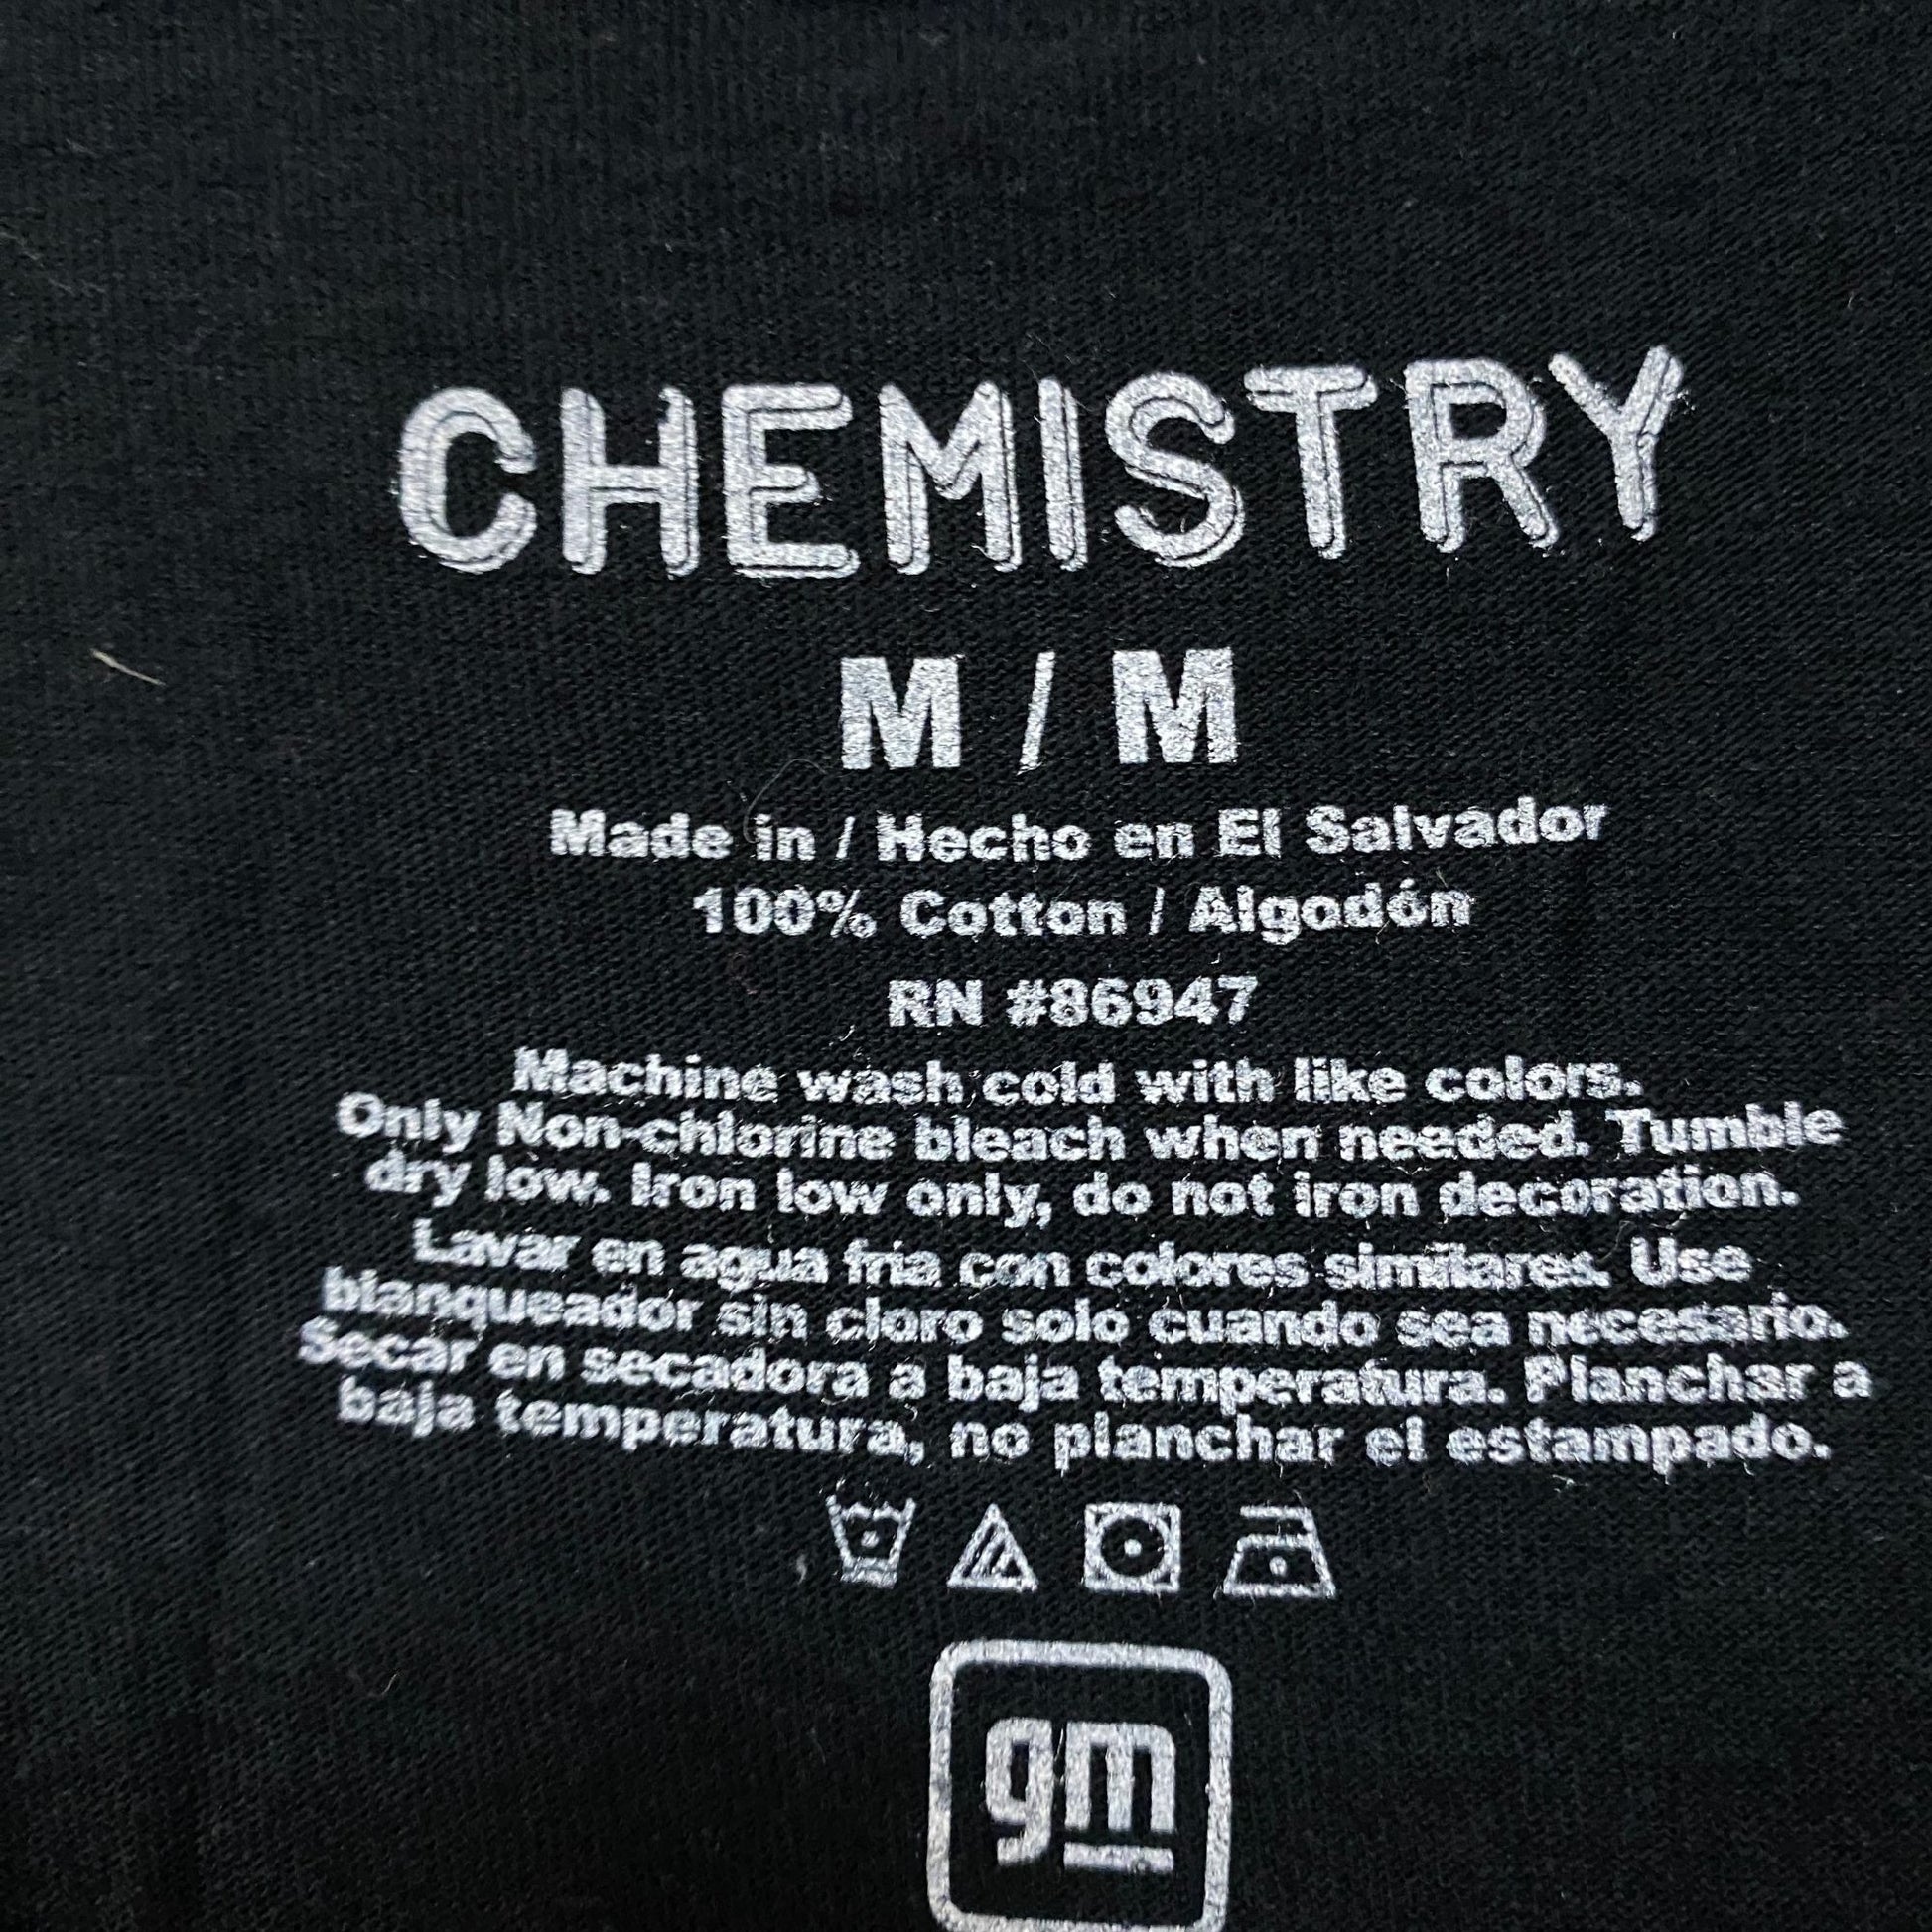 CHEMISTRY
M / M
Made in / Hecho en El Salvador
100% Cotton / Algodón
RN #86947
Machine wash cold with like colors.
Only Non-chlorine bleach when needed. Tumble
dry low. Iron low only, do not iron decoration.
Lavar en agua fria con colores similares. Use
blanqueador sin cloro solo cuando sea necesario.
Secar en secadora a baja temperatura. Planchar a
baja temperatura, no planchar el estampado.
gm